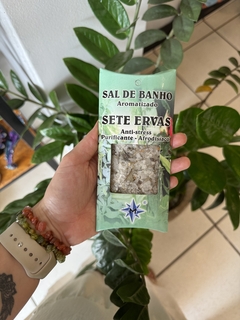 SAL DE BANHO
Aromatizado
SETE ERVAS
Anti-stress
Purificante - Afrodisíaco